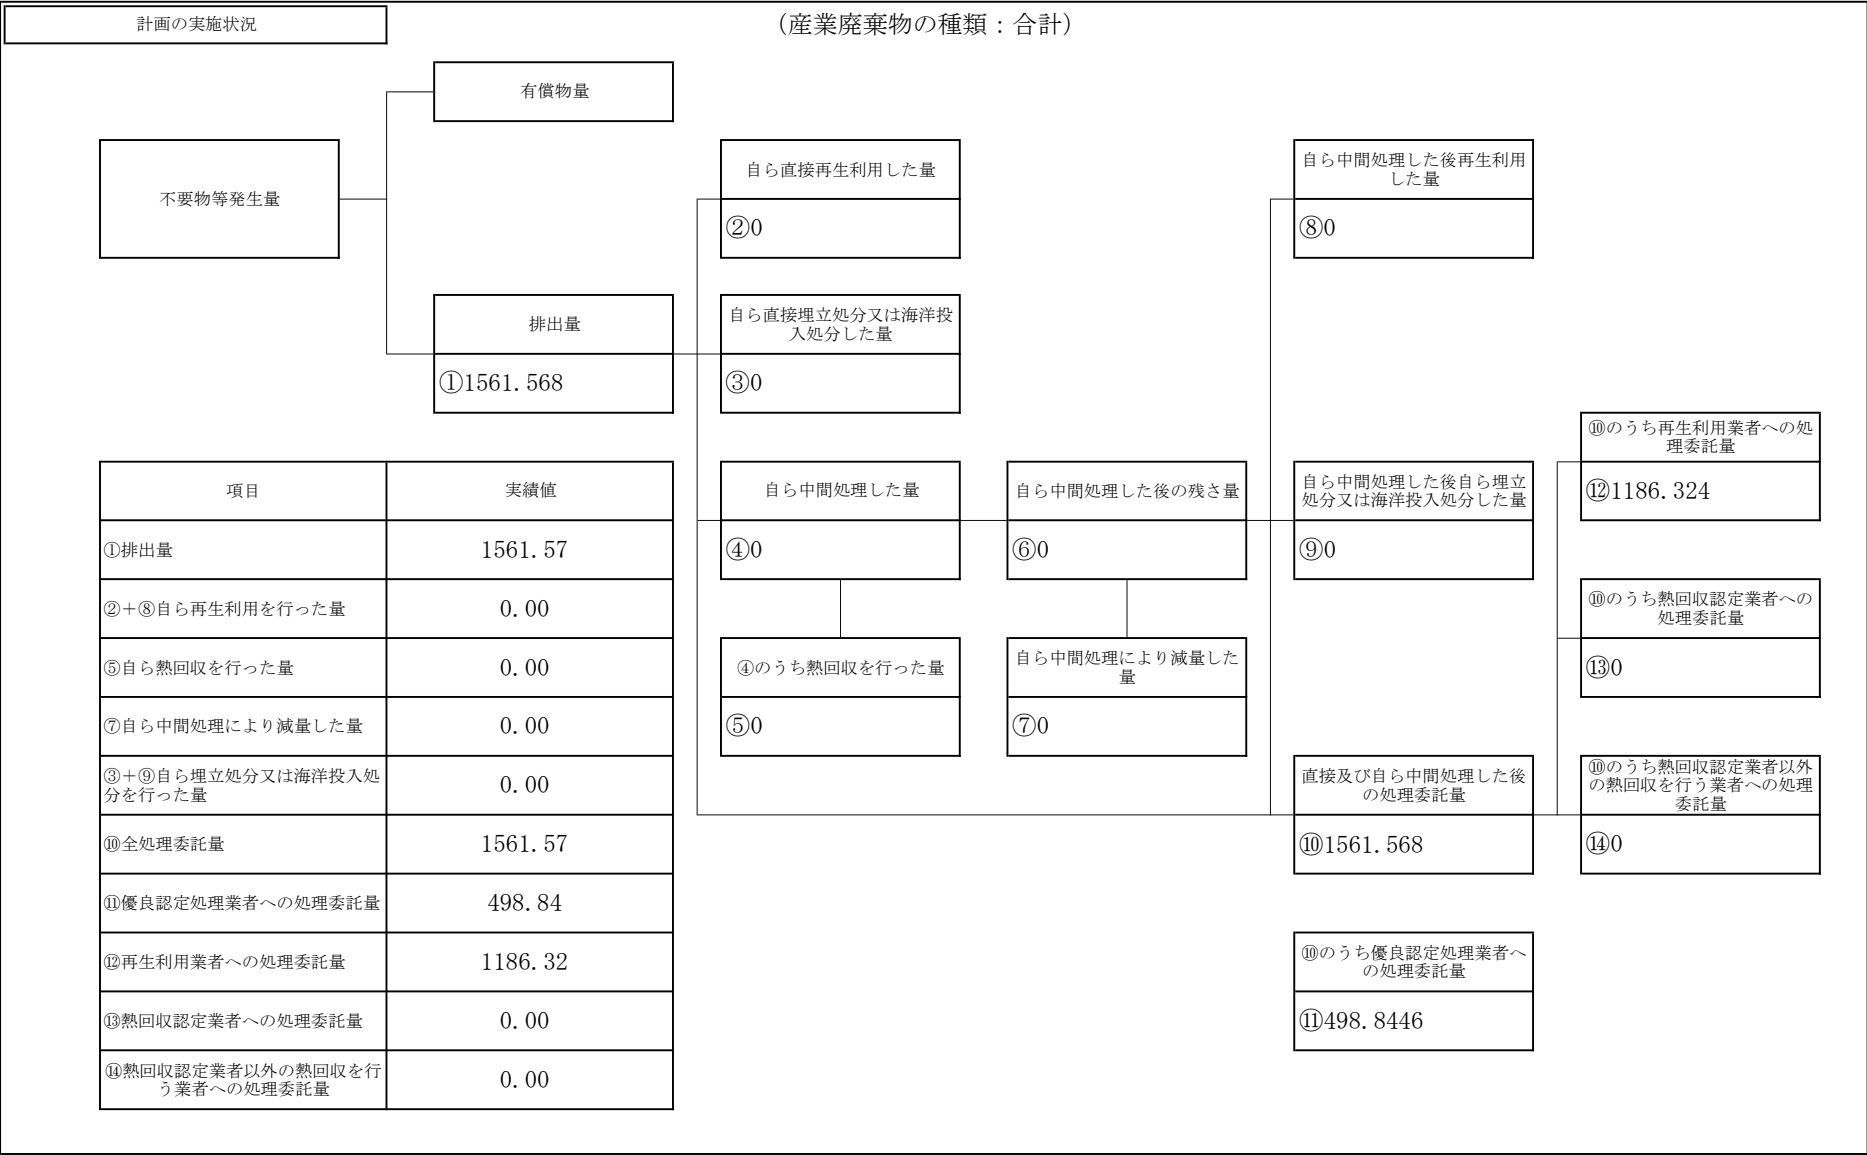 計画の実施状況
（産業廃棄物の種類：合計）
有償物量
不要物等発生量
自ら直接再生利用した量
②0
自ら中間処理した後再生利用
した量
⑧0
排出量
①1561.568
自ら直接埋立処分又は海洋投
入処分した量
③0
⑩のうち再生利用業者への処
理委託量
⑫1186.324
自ら中間処理した量
④0
自ら中間処理した後の残さ量
⑥0
自ら中間処理した後自ら埋立
処分又は海洋投入処分した量
⑨0
⑩のうち熱回収認定業者への
処理委託量
⑬0
④のうち熱回収を行った量
⑤0
自ら中間処理により減量した
量
⑦0
直接及び自ら中間処理した後
の処理委託量
⑩1561.568
⑩のうち熱回収認定業者以外
の熱回収を行う業者への処理
委託量
⑭0
⑩のうち優良認定処理業者へ
の処理委託量
⑪498.8446
項目 実績値
①排出量 1561.57
②＋⑧自ら再生利用を行った量 0.00
⑤自ら熱回収を行った量 0.00
⑦自ら中間処理により減量した量 0.00
③＋⑨自ら埋立処分又は海洋投入処
分を行った量 0.00
⑩全処理委託量 1561.57
⑪優良認定処理業者への処理委託量 498.84
⑫再生利用業者への処理委託量 1186.32
⑬熱回収認定業者への処理委託量 0.00
⑭熱回収認定業者以外の熱回収を行
う業者への処理委託量 0.00